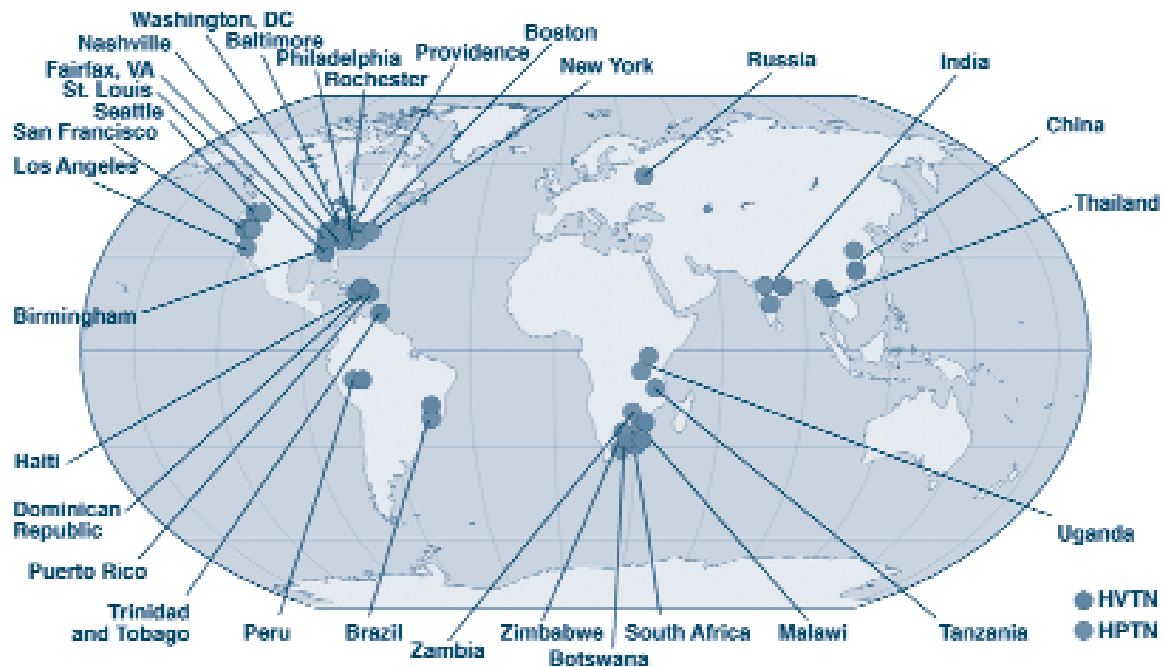 Washington, DC
Nashville
Baltimore
Fairfax, VA
Philadelphia
Providence
Boston
St. Louis
Rochester
New York
Seattle
San Francisco
Los Angeles
Russia
India
China
Thailand
Birmingham
Haiti
Dominican
Republic
Puerto Rico
Trinidad
and Tobago
Peru
Brazil
Zambia
Zimbabwe
Botswana
South Africa
Malawi
Tanzania
Uganda
HVTN
HPTN